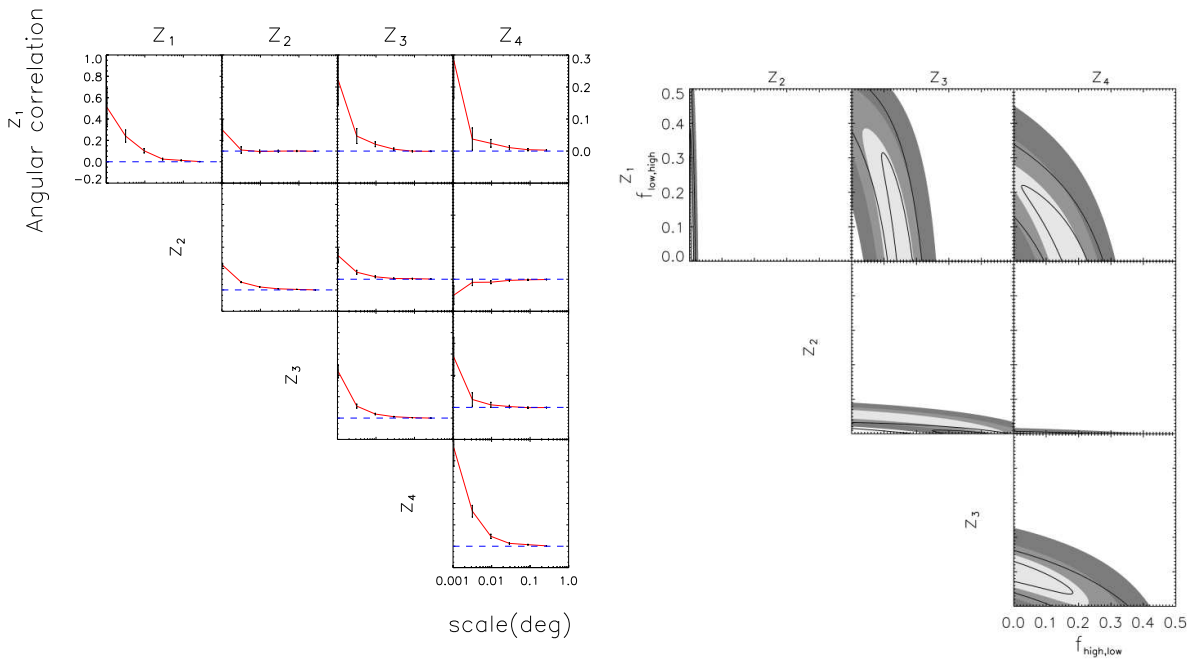 Z1 Z2 Z3 Z4
Angular correlation
Z1
1.0
0.8
0.6
0.4
0.2
0.0
−0.2
0.3
0.2
0.1
0.0
Z2
Z3
Z4
0.001 0.01 0.1 1.0
scale(deg)
Z2 Z3 Z4
Z1
f low,high
0.5
0.4
0.3
0.2
0.1
0.0
Z2
Z3
0.0 0.1 0.2 0.3 0.4 0.5
f high,low